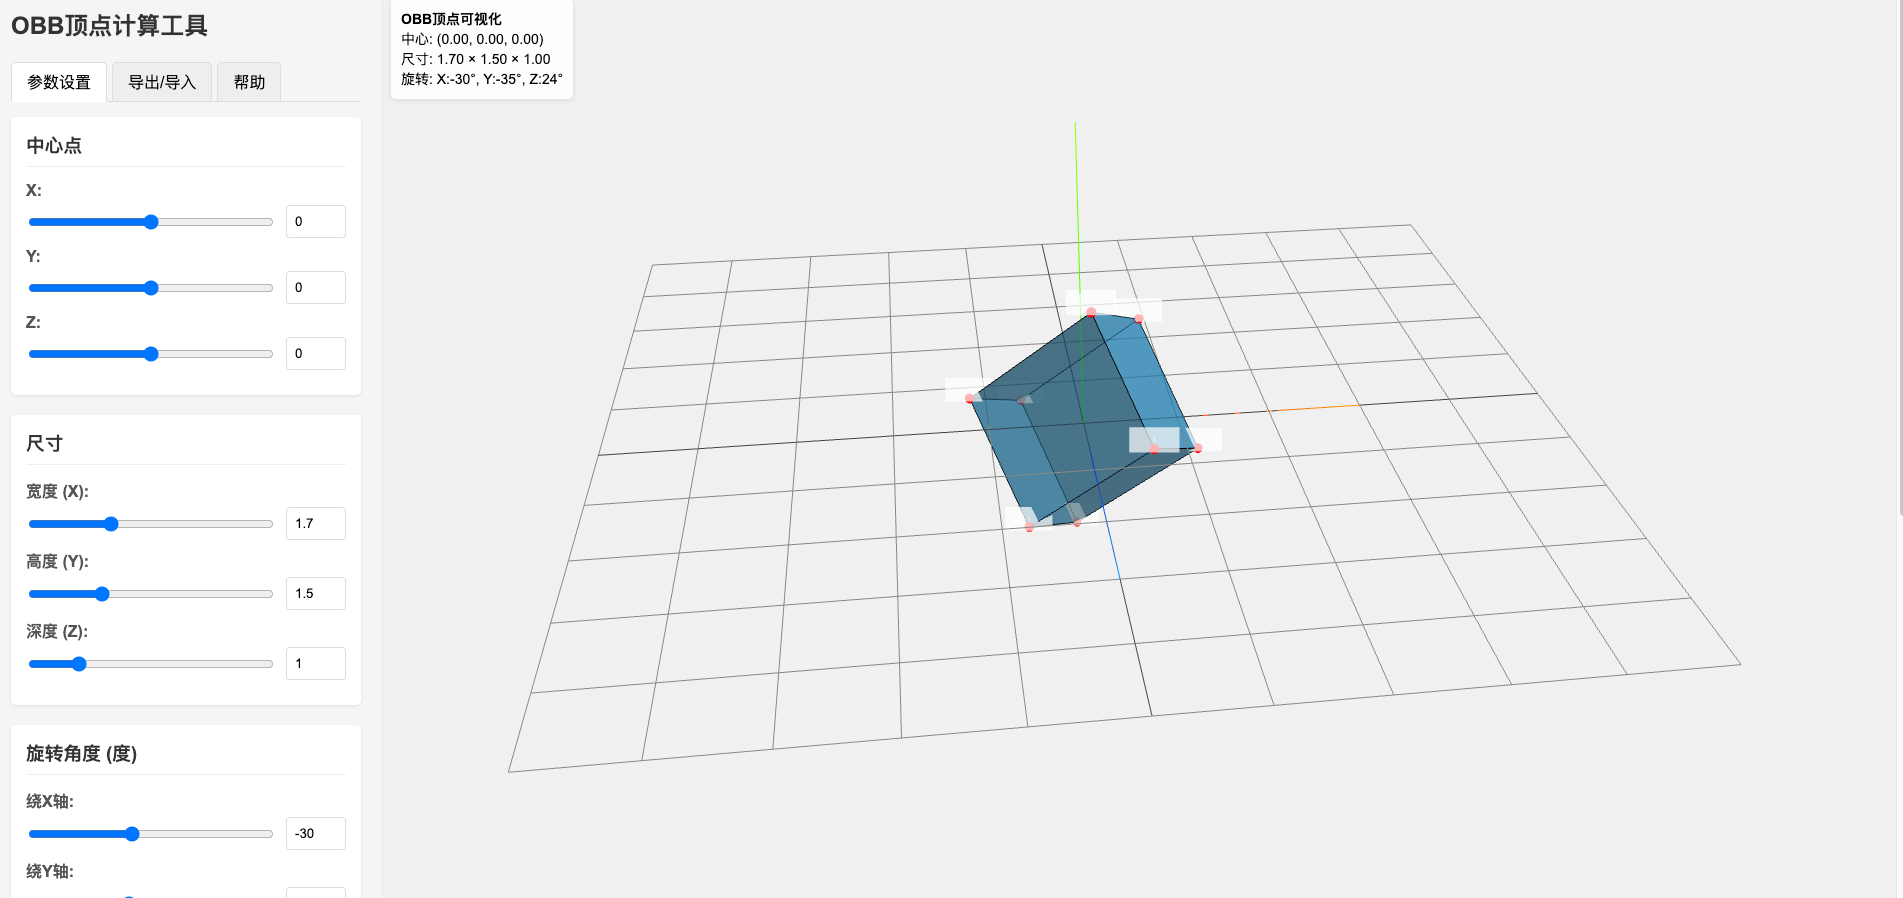 OBB顶点计算工具
参数设置
导出/导入
帮助
中心点
X:
0
Y:
0
Z:
0
尺寸
宽度 (X):
1.7
高度 (Y):
1.5
深度 (Z):
1
旋转角度 (度)
绕X轴:
-30
绕Y轴:
OBB顶点可视化
中心: (0.00, 0.00, 0.00)
尺寸: 1.70 × 1.50 × 1.00
旋转: X:-30°, Y:-35°, Z:24°